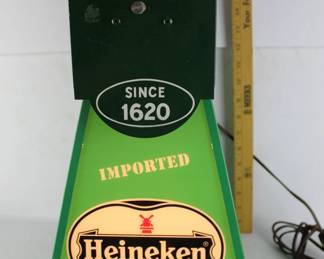 SINCE
1620
IMPORTED
Heineken